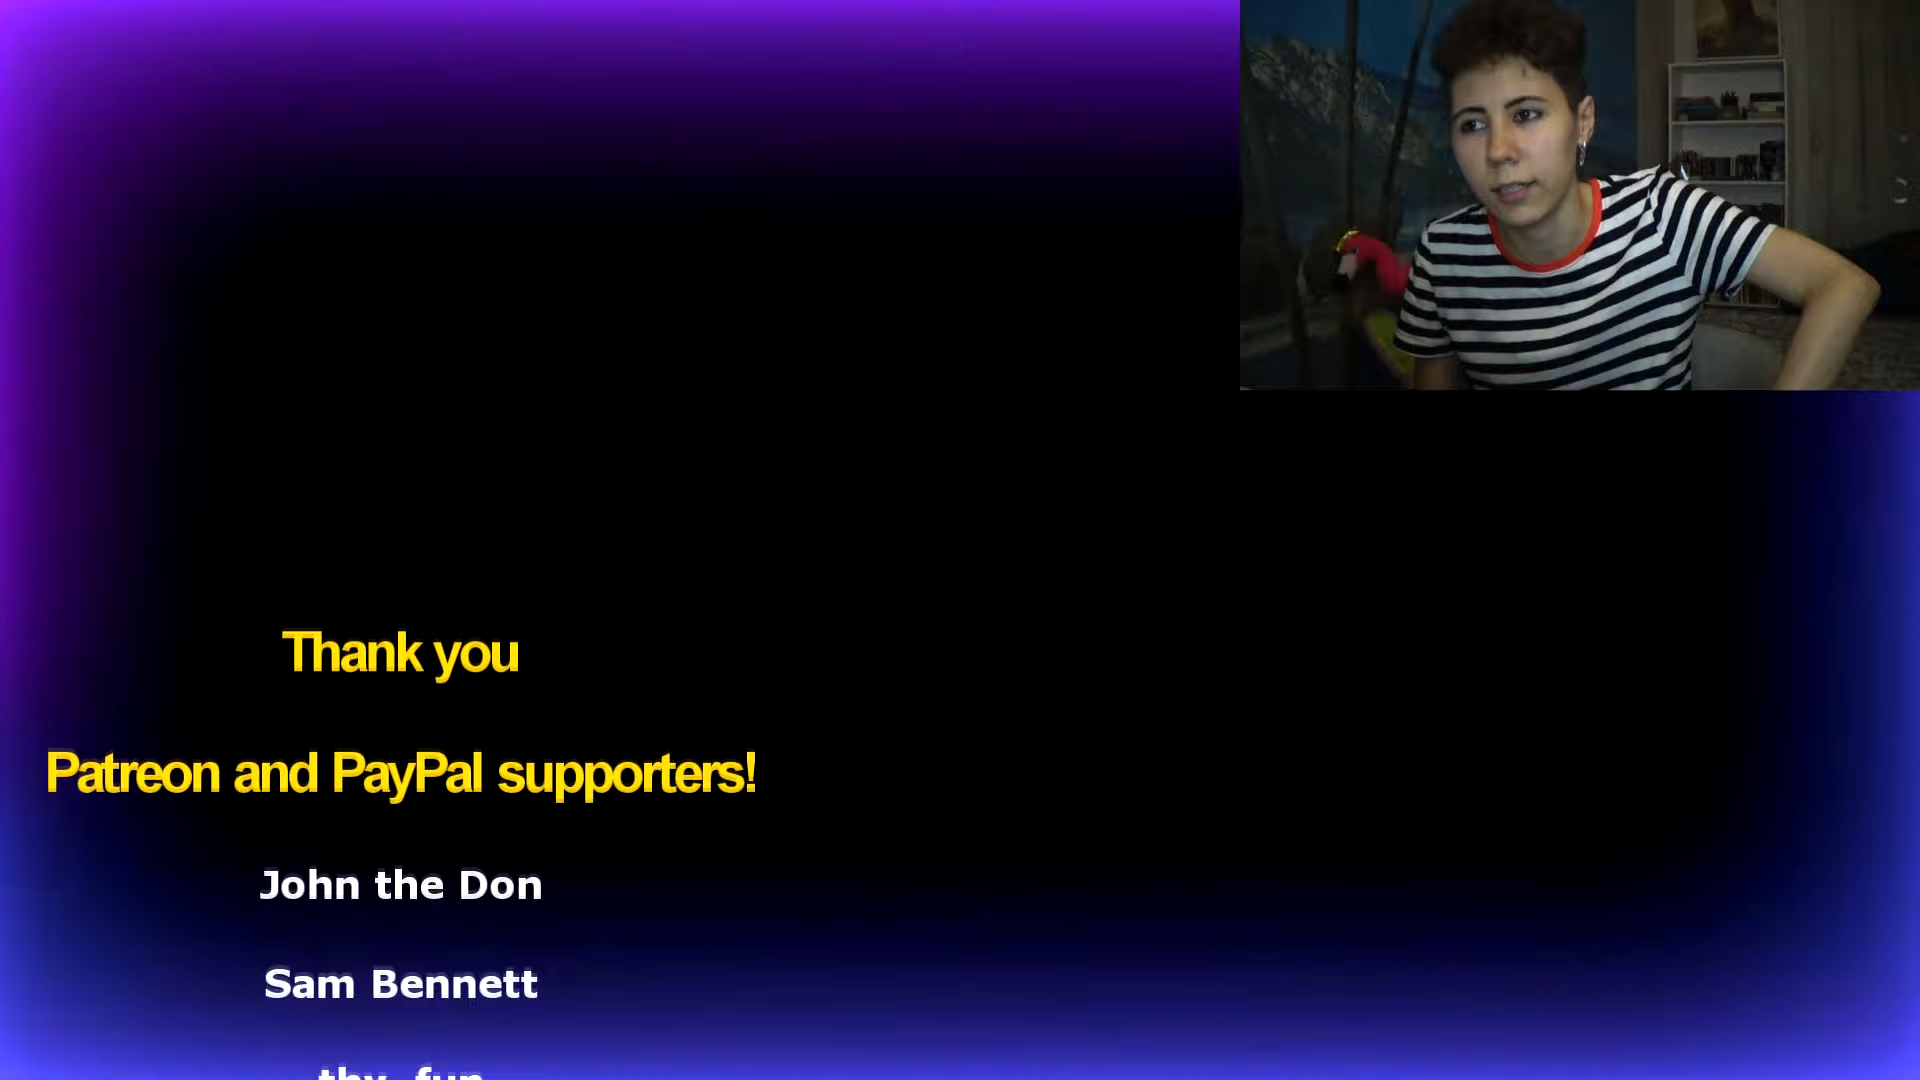 Thank you
Patreon and PayPal supporters!
John the Don
Sam Bennett